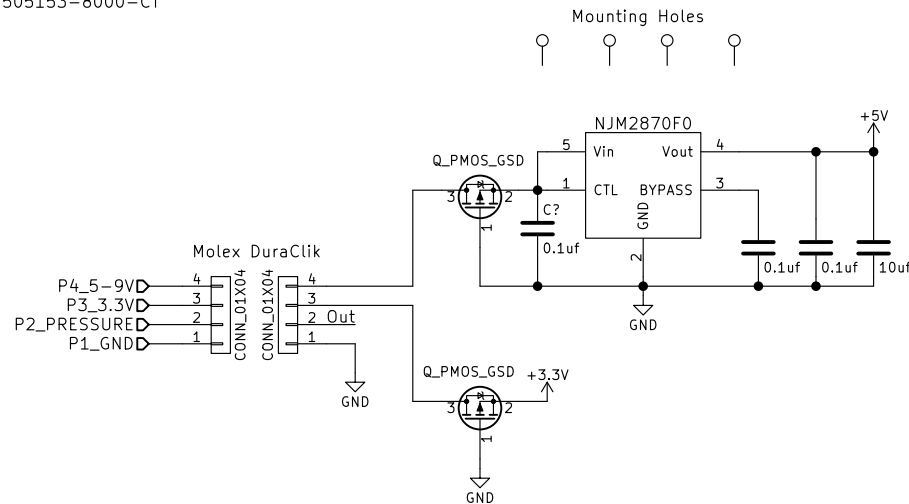 505153-8000-CT
Mounting Holes
NJM2870F0
+5V
5 Vin Vout 4
Q_PMOS_GSD
3 2 1 CTL BYPASS 3
1
C?
GND
0.1uf
2
0.1uf 0.1uf 10uf
Molex DuraClik
P4_5-9V 4 4
P3_3.3V 3 3
P2_PRESSURE 2 2 Out
P1_GND 1 1
CONN_01X04 CONN_01X04
GND
GND
Q_PMOS_GSD +3.3V
3 2
1
GND